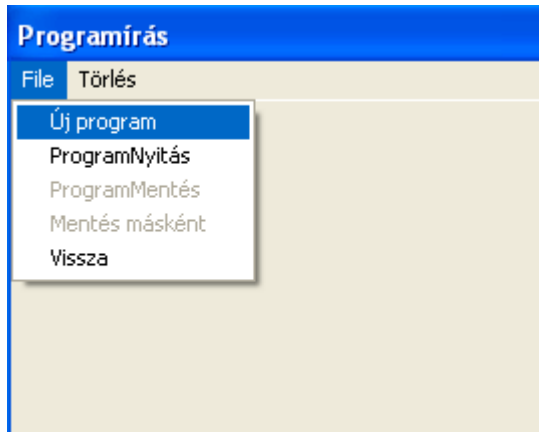 Programírás
File Törlés
Új program
ProgramNyitás
ProgramMentés
Mentés másként
Vissza